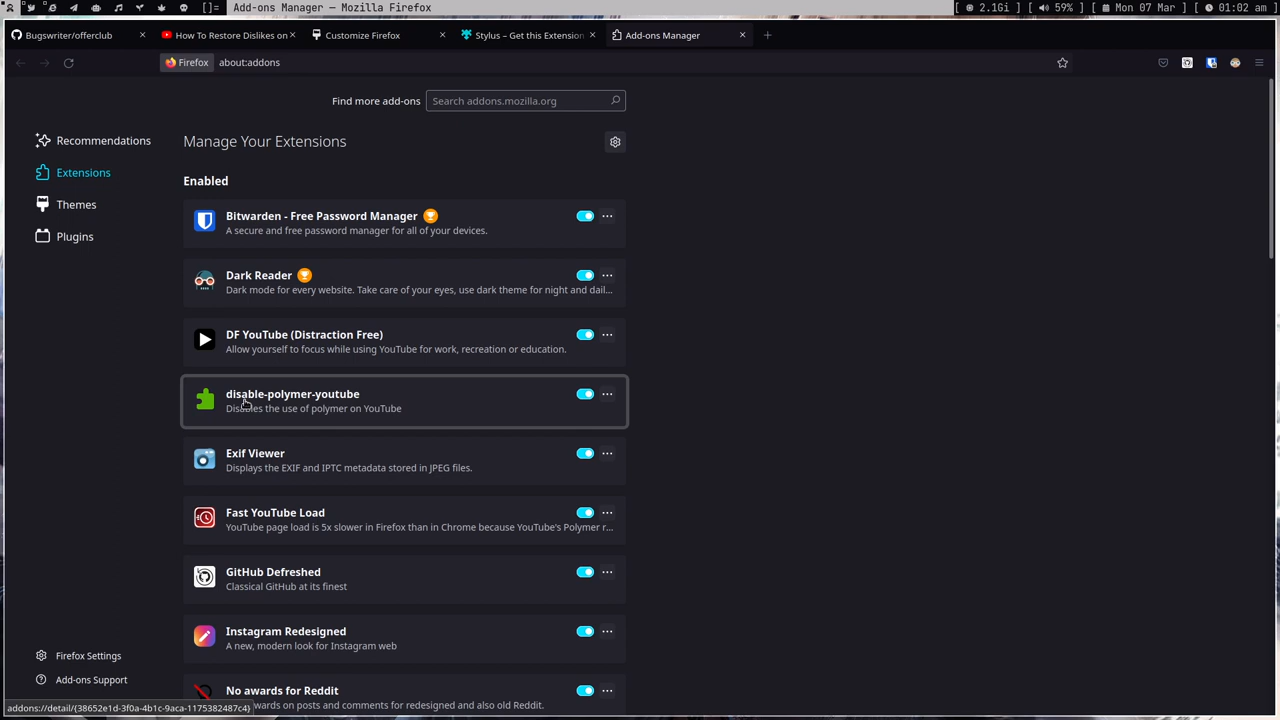 []=
Add-ons Manager — Mozilla Firefox
2.16i
59%
Mon 07 Mar
01:02 am
Bugswriter/offerclub
How To Restore Dislikes on
Customize Firefox
Stylus – Get this Extension
Add-ons Manager
Firefox
about:addons
Find more add-ons
Search addons.mozilla.org
Recommendations
Extensions
Themes
Plugins
Manage Your Extensions
Enabled
Bitwarden - Free Password Manager
A secure and free password manager for all of your devices.
Dark Reader
Dark mode for every website. Take care of your eyes, use dark theme for night and dail...
DF YouTube (Distraction Free)
Allow yourself to focus while using YouTube for work, recreation or education.
disable-polymer-youtube
Disables the use of polymer on YouTube
Exif Viewer
Displays the EXIF and IPTC metadata stored in JPEG files.
Fast YouTube Load
YouTube page load is 5x slower in Firefox than in Chrome because YouTube's Polymer r...
GitHub Defreshed
Classical GitHub at its finest
Instagram Redesigned
A new, modern look for Instagram web
No awards for Reddit
wards on posts and comments for redesigned and also old Reddit.
Firefox Settings
Add-ons Support
addons://detail/{38652e1d-3f0a-4b1c-9aca-1175382487c4}